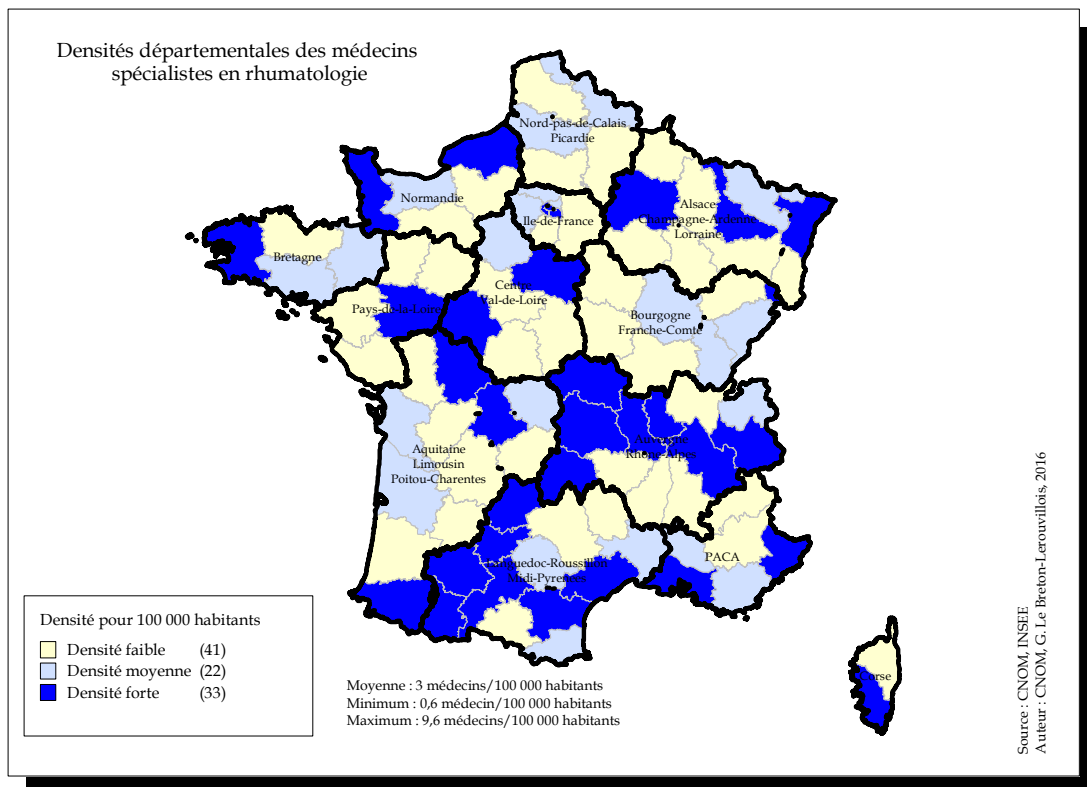 Densités départementales des médecins
spécialistes en rhumatologie
Nord-pas-de-Calais
Picardie
Normandie
Ile-de-France
Alsace
Champagne-Ardenne
Lorraine
Bretagne
Centre
Val-de-Loire
Pays-de-la-Loire
Bourgogne
Franche-Comté
Auvergne
Rhône-Alpes
Aquitaine
Limousin
Poitou-Charentes
PACA
Languedoc-Roussillon
Midi-Pyrénées
Corse
Densité pour 100 000 habitants
Densité faible (41)
Densité moyenne (22)
Densité forte (33)
Moyenne : 3 médecins/100 000 habitants
Minimum : 0,6 médecin/100 000 habitants
Maximum : 9,6 médecins/100 000 habitants
Source : CNOM, INSEE
Auteur : CNOM, G. Le Breton-Lerouvillois, 2016